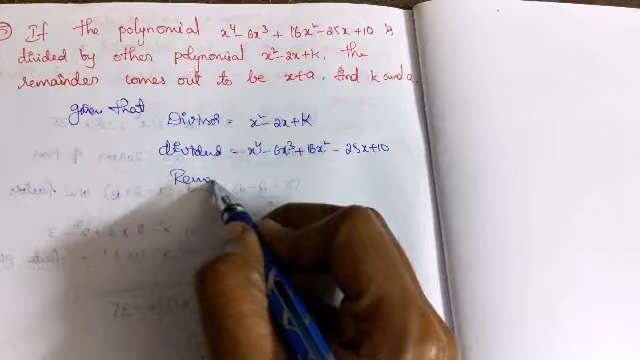 5) If the polynomial x⁴ - 6x³ + 16x² - 25x + 10 is
divided by other polynomial x² - 2x + k. the
remainder comes out to be x + a, find k and a.
given that
Divisor = x² - 2x + k
dividend = x⁴ - 6x³ + 16x² - 25x + 10
Rem